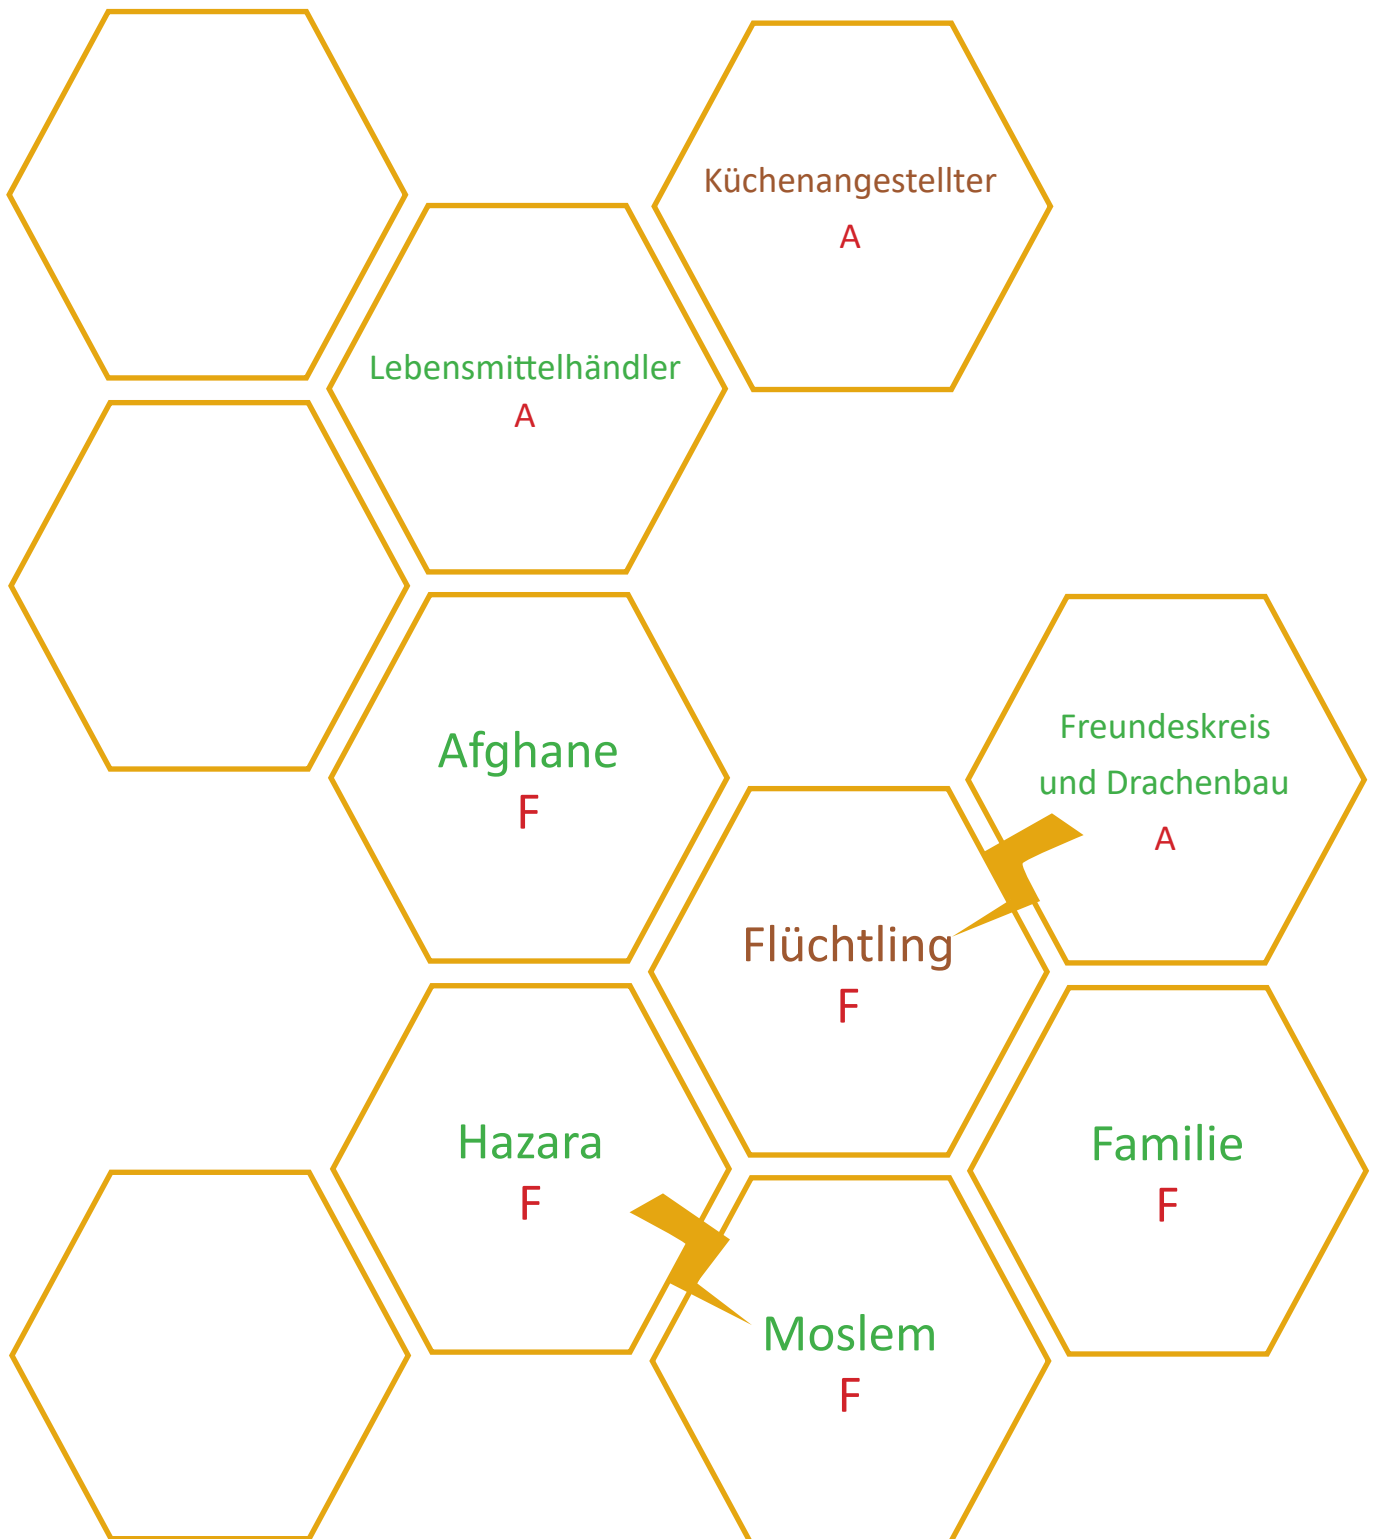 Küchenangestellter
A
Lebensmittelhändler
A
Freundeskreis
und Drachenbau
A
Afghane
F
Flüchtling
F
Hazara
F
Familie
F
Moslem
F